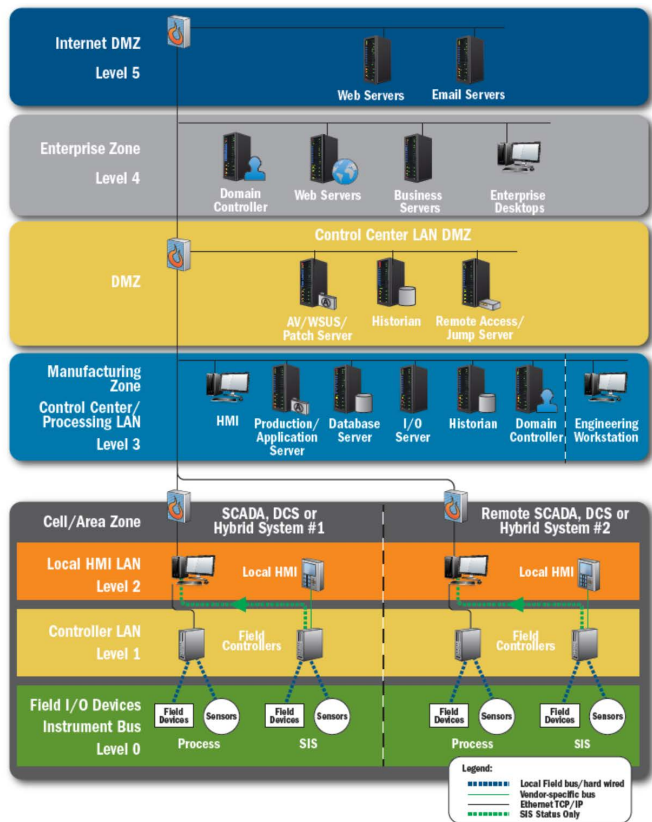 Internet DMZ
Level 5
Web Servers
Email Servers
Enterprise Zone
Level 4
Domain
Controller
Web Servers
Business
Servers
Enterprise
Desktops
Control Center LAN DMZ
DMZ
AV/WSUS/
Patch Server
Historian
Remote Access/
Jump Server
Manufacturing
Zone
Control Center/
Processing LAN
Level 3
HMI
Production/
Application
Server
Database
Server
I/O
Server
Historian
Domain
Controller
Engineering
Workstation
Cell/Area Zone
SCADA, DCS or
Hybrid System #1
Remote SCADA, DCS or
Hybrid System #2
Local HMI LAN
Level 2
Local HMI
Local HMI
Controller LAN
Level 1
Field
Controllers
Field
Controllers
Field I/O Devices
Instrument Bus
Level 0
Field
Devices
Sensors
Process
Field
Devices
Sensors
SIS
Field
Devices
Sensors
Process
Field
Devices
Sensors
SIS
Legend:
Local Field bus/hard wired
Vendor-specific bus
Ethernet TCP/IP
SIS Status Only